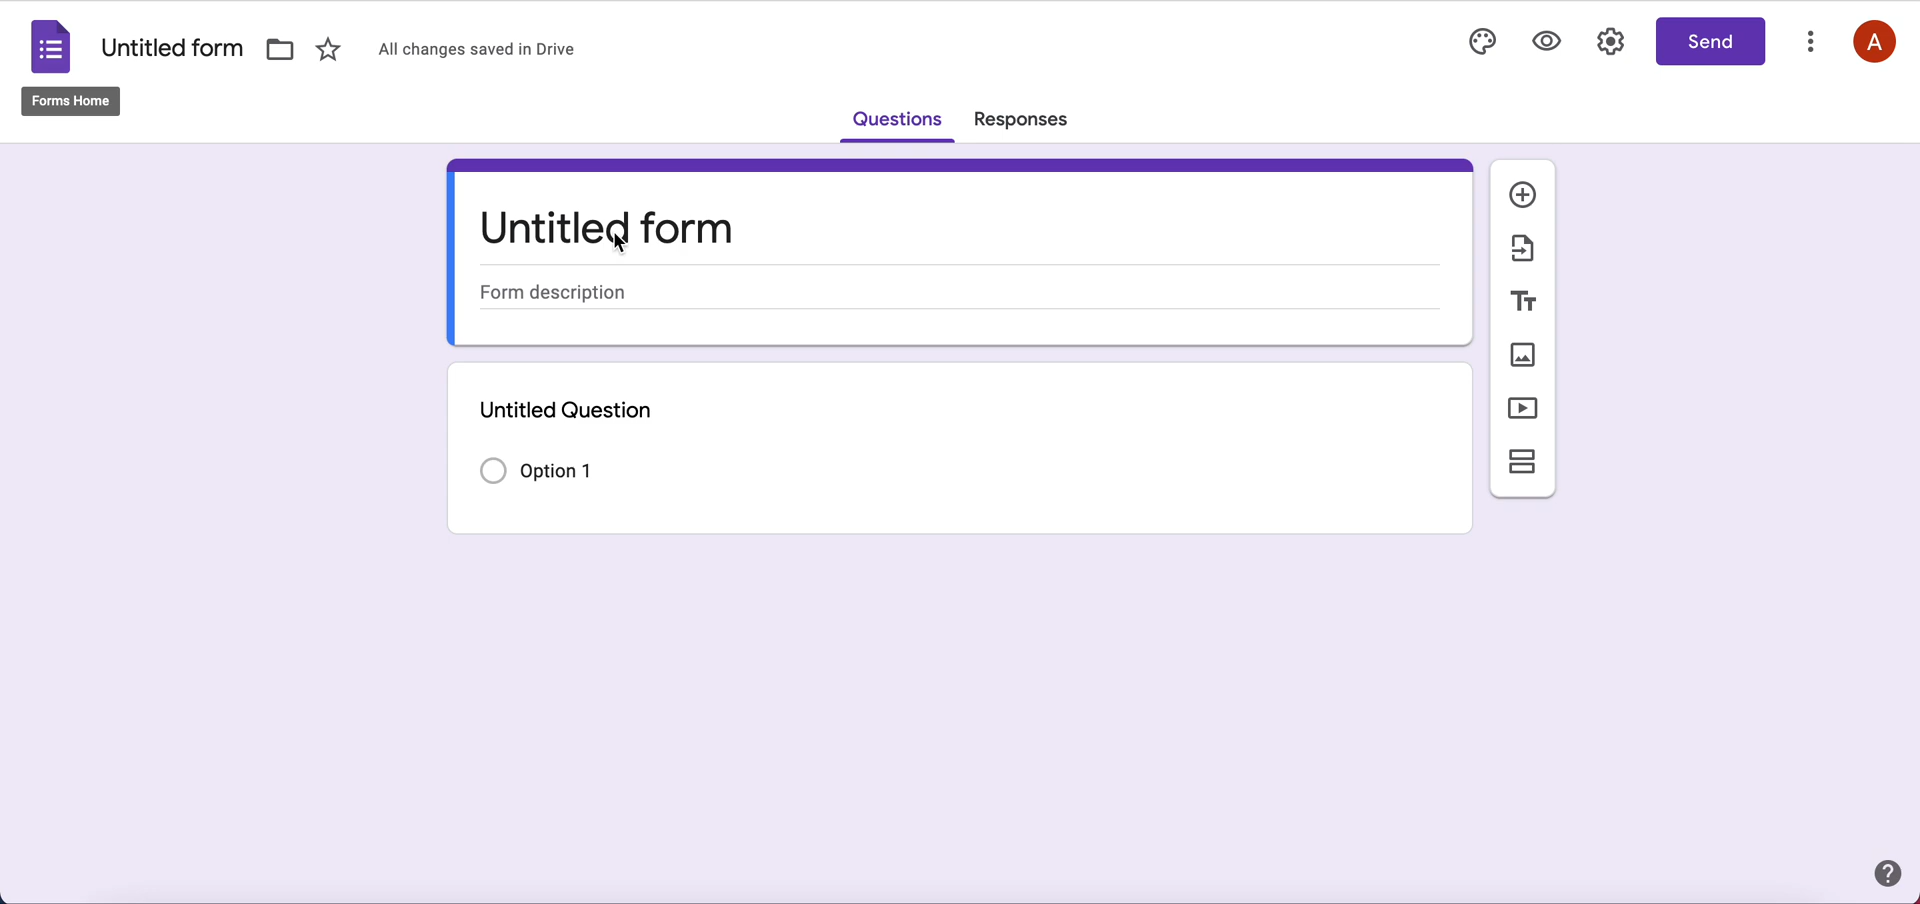 Untitled form
All changes saved in Drive
Send
A
Forms Home
Questions
Responses
Untitled form
Form description
Untitled Question
Option 1
Tт
?